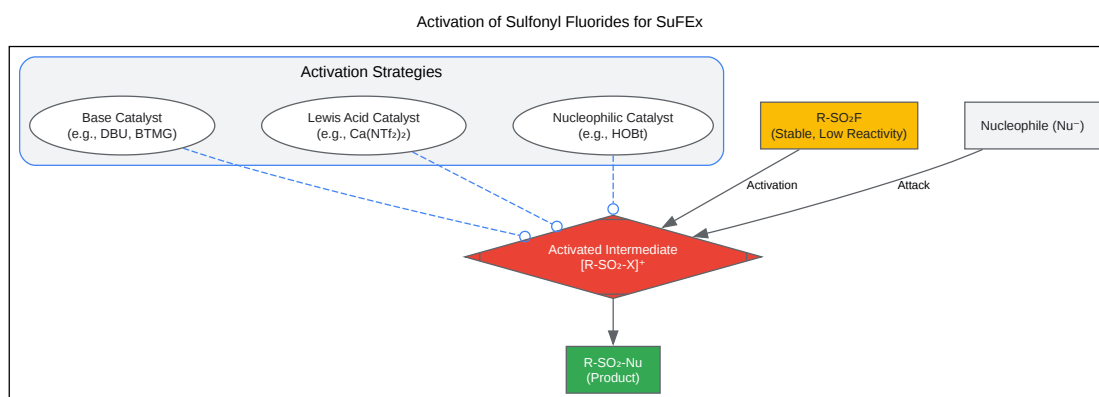 Activation of Sulfonyl Fluorides for SuFEx
Activation Strategies
Base Catalyst
(e.g., DBU, BTMG)
Lewis Acid Catalyst
(e.g., Ca(NTf₂)₂)
Nucleophilic Catalyst
(e.g., HOBt)
R-SO₂F
(Stable, Low Reactivity)
Nucleophile (Nu⁻)
Activation
Attack
Activated Intermediate
[R-SO₂-X]⁺
R-SO₂-Nu
(Product)